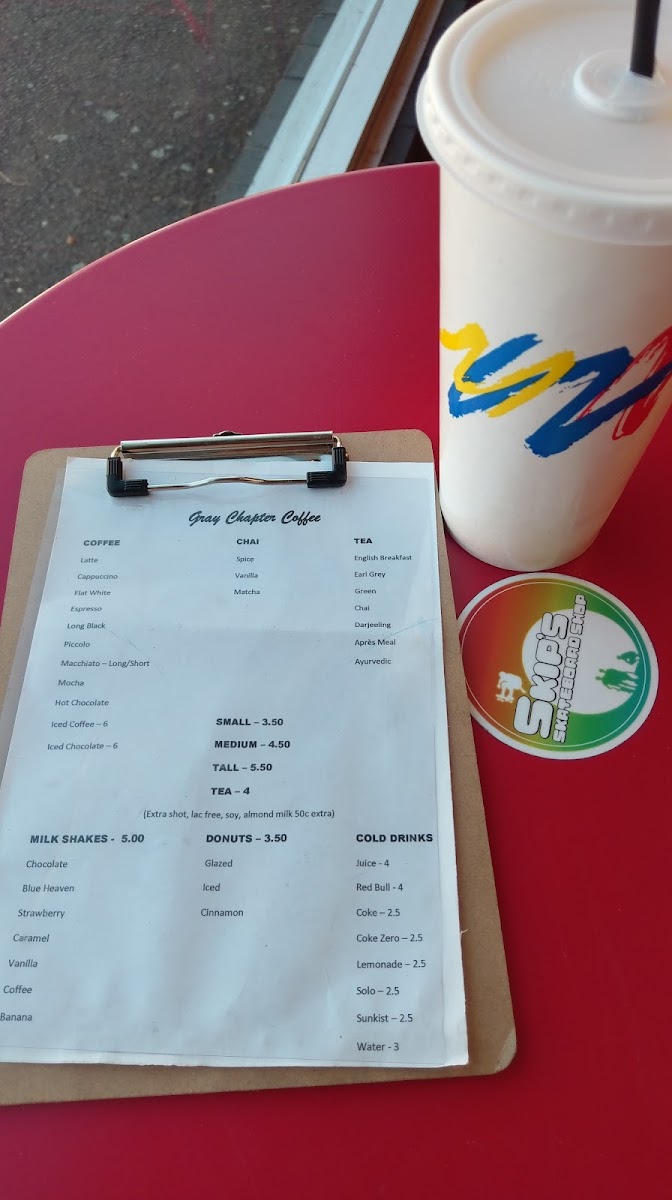 Gray Chapter Coffee
COFFEE
Latte
Cappuccino
Flat White
Espresso
Long Black
Piccolo
Macchiato – Long/Short
Mocha
Hot Chocolate
Iced Coffee – 6
Iced Chocolate – 6
CHAI
Spice
Vanilla
Matcha
TEA
English Breakfast
Earl Grey
Green
Chai
Darjeeling
Après Meal
Ayurvedic
SMALL – 3.50
MEDIUM – 4.50
TALL – 5.50
TEA – 4
(Extra shot, lac free, soy, almond milk 50c extra)
MILK SHAKES - 5.00
Chocolate
Blue Heaven
Strawberry
Caramel
Vanilla
Coffee
Banana
DONUTS – 3.50
Glazed
Iced
Cinnamon
COLD DRINKS
Juice - 4
Red Bull - 4
Coke – 2.5
Coke Zero – 2.5
Lemonade – 2.5
Solo – 2.5
Sunkist – 2.5
Water - 3
SKIP'S
SKATEBOARD SHOP